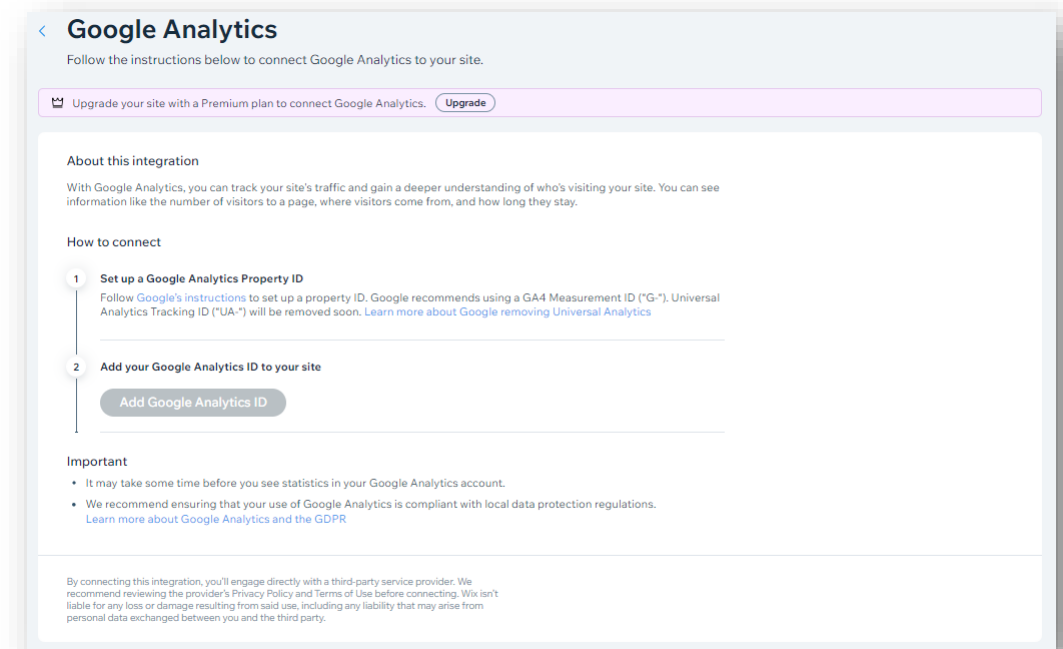 Google Analytics
Follow the instructions below to connect Google Analytics to your site.
Upgrade your site with a Premium plan to connect Google Analytics. Upgrade
About this integration
With Google Analytics, you can track your site's traffic and gain a deeper understanding of who's visiting your site. You can see
information like the number of visitors to a page, where visitors come from, and how long they stay.
How to connect
1 Set up a Google Analytics Property ID
Follow Google's instructions to set up a property ID. Google recommends using a GA4 Measurement ID ("G-"). Universal
Analytics Tracking ID ("UA-") will be removed soon. Learn more about Google removing Universal Analytics
2 Add your Google Analytics ID to your site
Add Google Analytics ID
Important
• It may take some time before you see statistics in your Google Analytics account.
• We recommend ensuring that your use of Google Analytics is compliant with local data protection regulations.
Learn more about Google Analytics and the GDPR
By connecting this integration, you'll engage directly with a third-party service provider. We
recommend reviewing the provider's Privacy Policy and Terms of Use before connecting. Wix isn't
liable for any loss or damage resulting from said use, including any liability that may arise from
personal data exchanged between you and the third party.